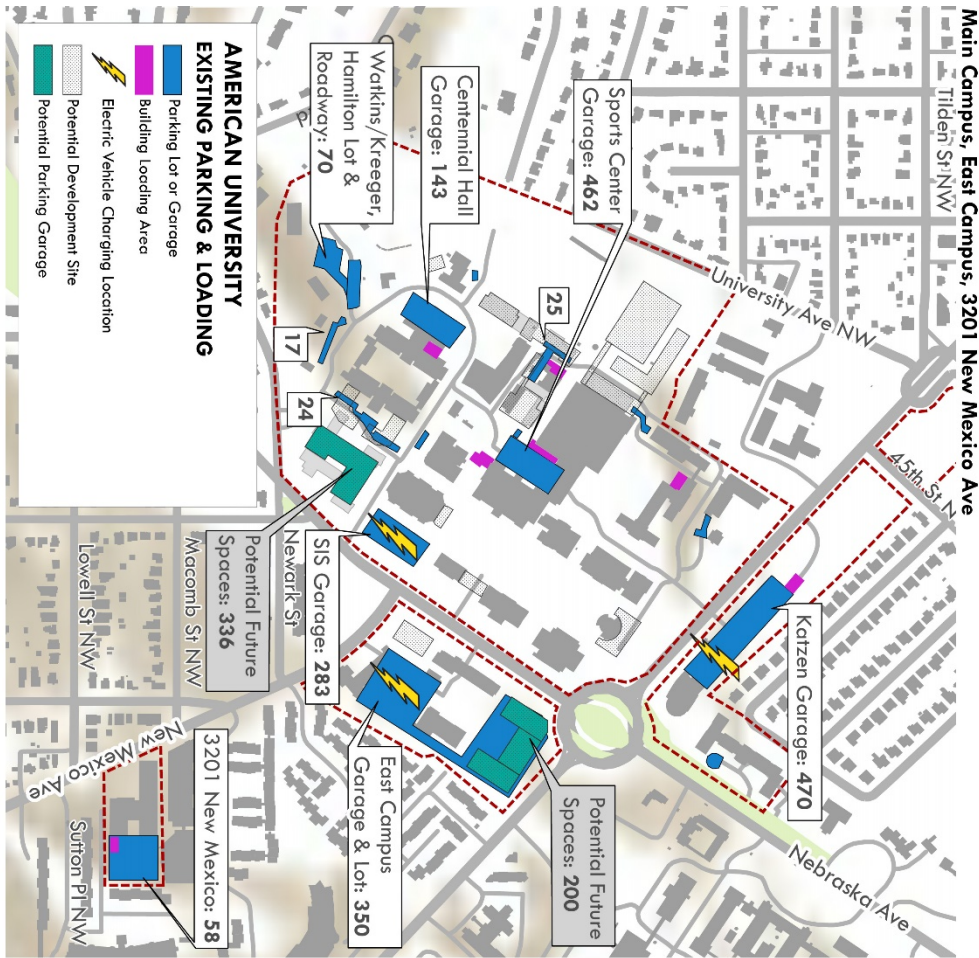 Main Campus, East Campus, 3201 New Mexico Ave
Tilden St NW
University Ave NW
45th St N
Sports Center
Garage: 462
Centennial Hall
Garage: 143
Watkins/Kreeger,
Hamilton Lot &
Roadway: 70
25
17
24
Katzen Garage: 470
Nebraska Ave
Potential Future
Spaces: 200
East Campus
Garage & Lot: 350
SIS Garage: 283
Newark St
Potential Future
Spaces: 336
Macomb St NW
Lowell St NW
New Mexico Ave
3201 New Mexico: 58
Sutton Pl NW
AMERICAN UNIVERSITY
EXISTING PARKING & LOADING
Parking Lot or Garage
Building Loading Area
Electric Vehicle Charging Location
Potential Development Site
Potential Parking Garage